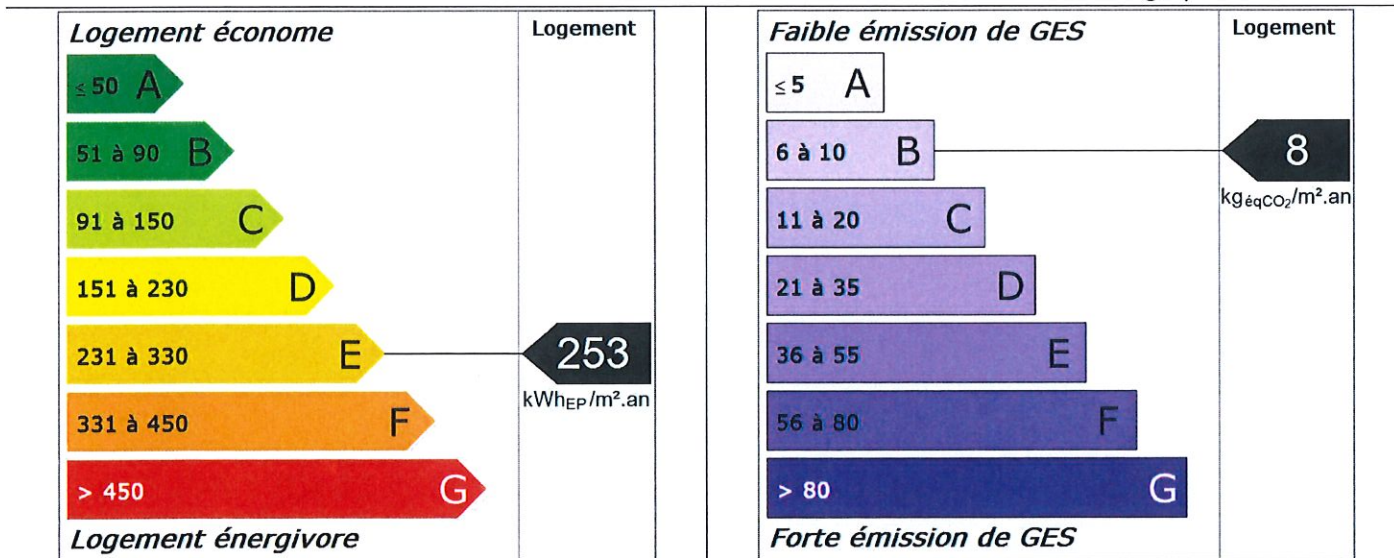 Logement économe
Logement
≤ 50 A
51 à 90 B
91 à 150 C
151 à 230 D
231 à 330 E
253
kWhEP/m².an
331 à 450 F
> 450 G
Logement énergivore
Faible émission de GES
Logement
≤ 5 A
6 à 10 B
8
kgéqCO₂/m².an
11 à 20 C
21 à 35 D
36 à 55 E
56 à 80 F
> 80 G
Forte émission de GES